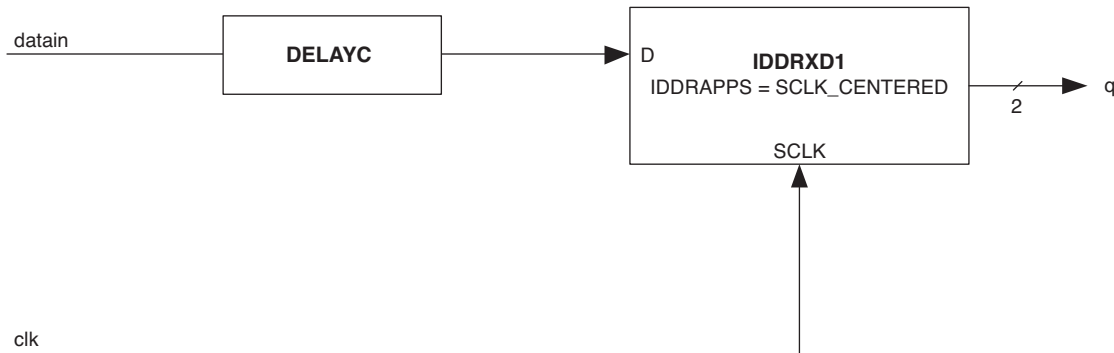 datain
DELAYC
D
IDDRXD1
IDDRAPPS = SCLK_CENTERED
q
2
SCLK
clk